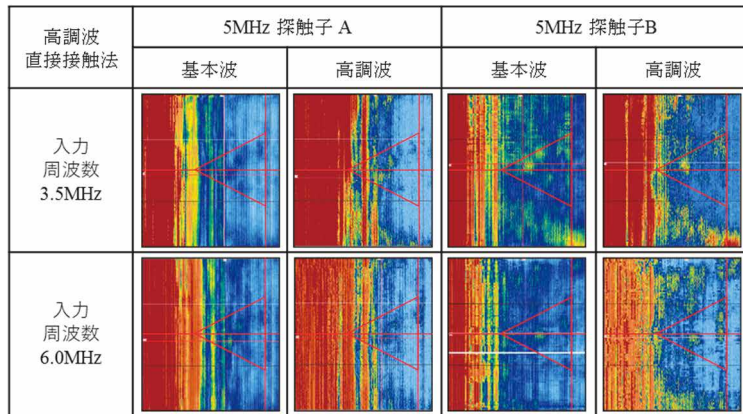 高調波
直接接触法
5MHz 探触子 A
5MHz 探触子B
基本波
高調波
基本波
高調波
入力
周波数
3.5MHz
入力
周波数
6.0MHz